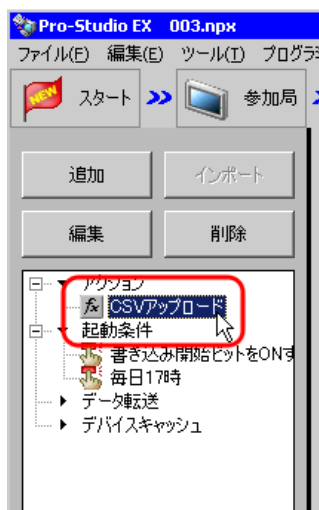 Pro-Studio EX 003.npx
ファイル(F) 編集(E) ツール(T) プログラ
NEW スタート 参加局
追加 インポート
編集 削除
アクション
fx CSVアップロード
起動条件
書き込み開始ビットをONす
毎日17時
データ転送
デバイスキャッシュ